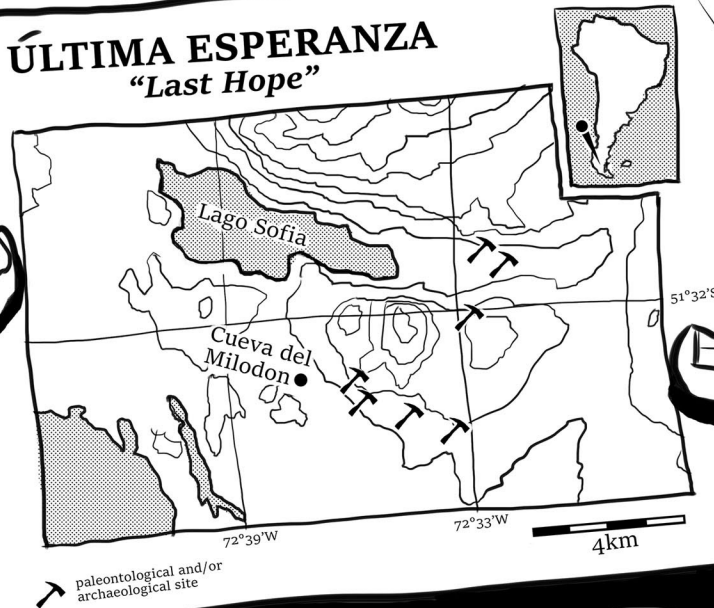 ÚLTIMA ESPERANZA
“Last Hope”
Lago Sofia
51°32’S
Cueva del
Milodon
72°39’W
72°33’W
4km
paleontological and/or
archaeological site